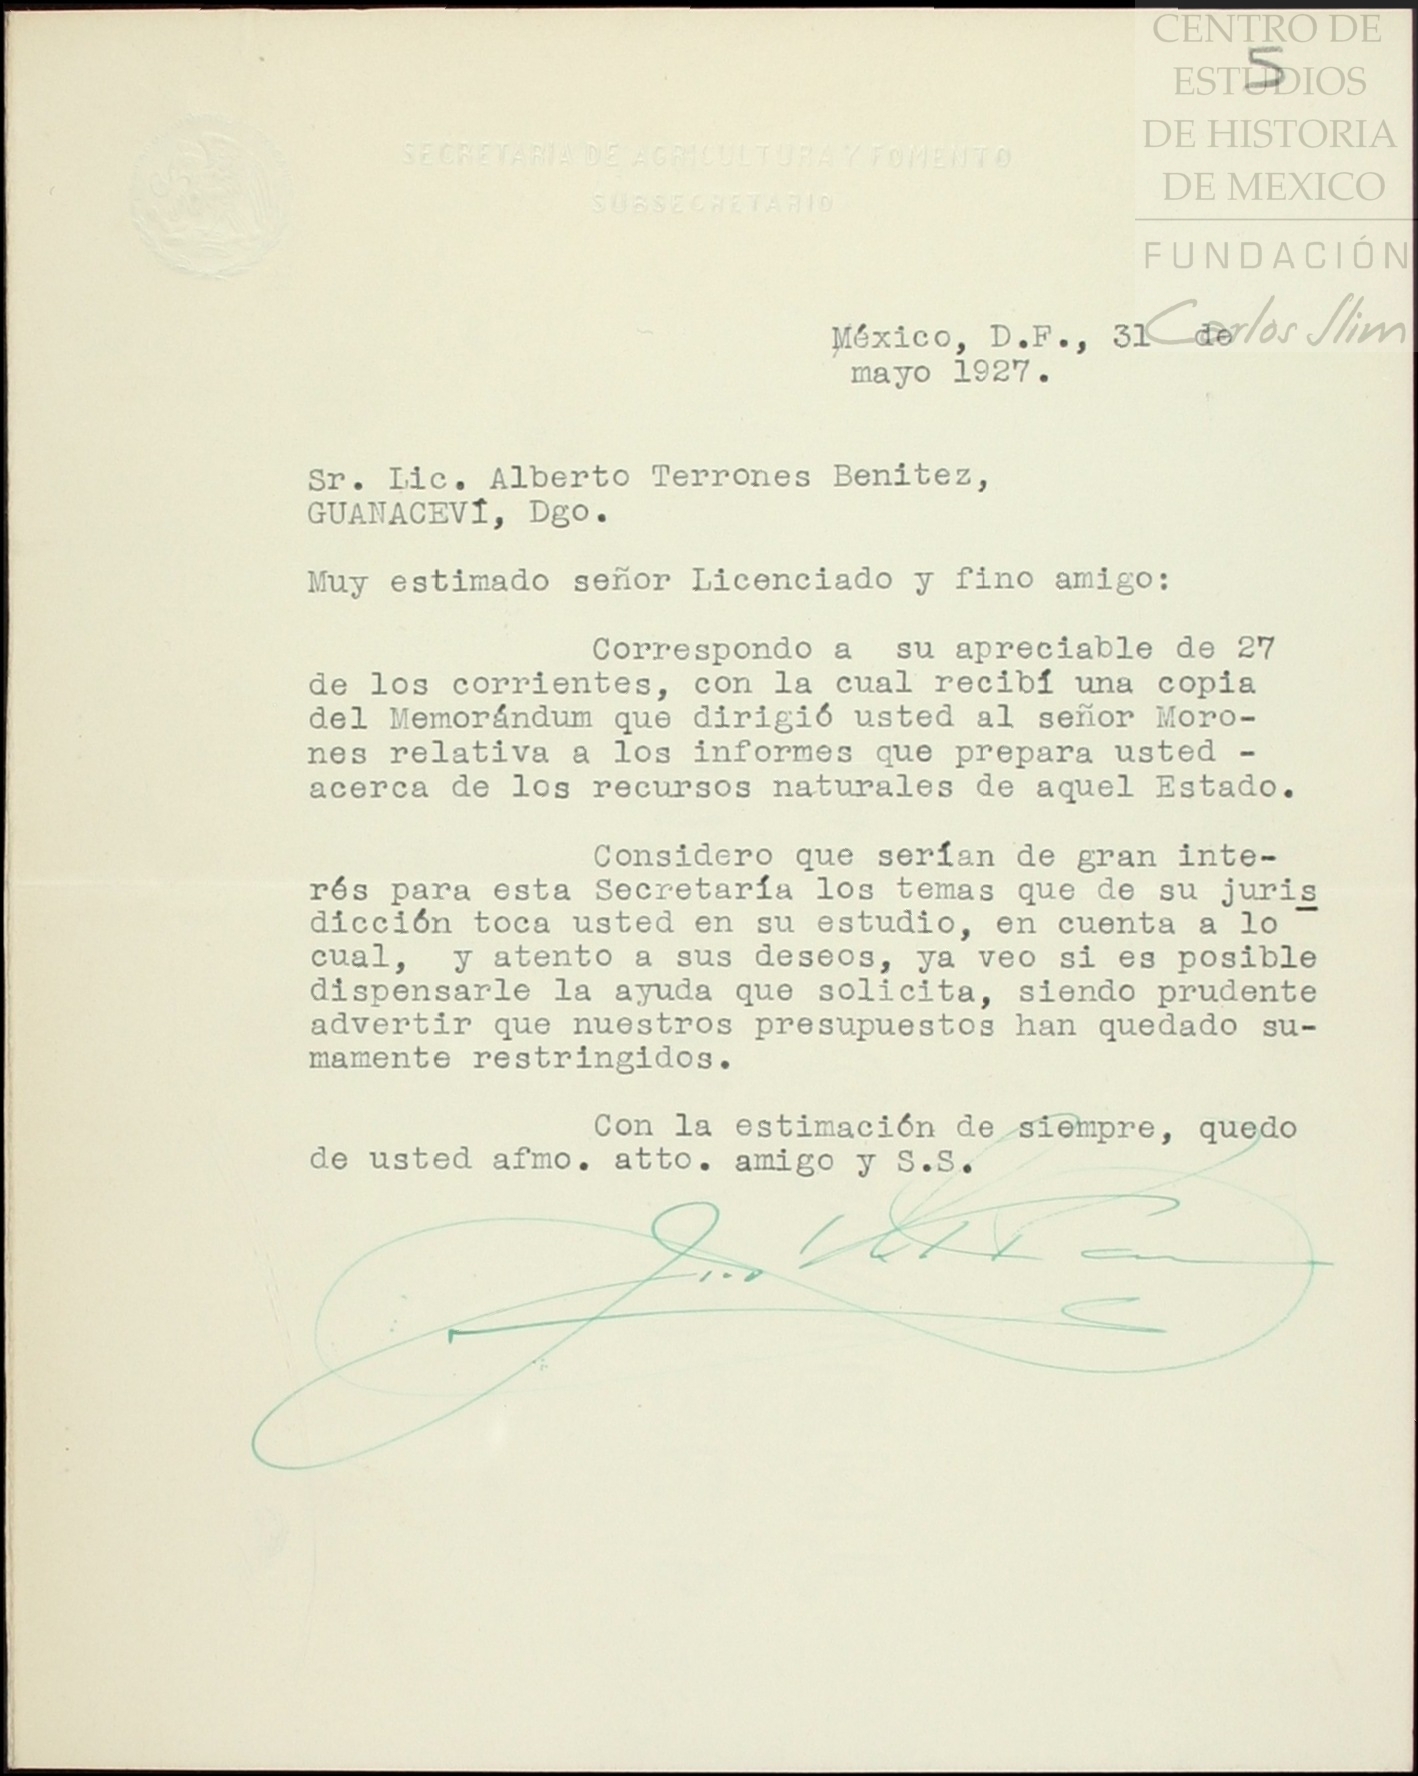 CENTRO DE
ESTUDIOS
DE HISTORIA
DE MEXICO
FUNDACIÓN
Carlos Slim
5
SECRETARIA DE AGRICULTURA Y FOMENTO
SUBSECRETARIO
México, D.F., 31 de
mayo 1927.
Sr. Lic. Alberto Terrones Benitez,
GUANACEVÍ, Dgo.
Muy estimado señor Licenciado y fino amigo:
Correspondo a su apreciable de 27
de los corrientes, con la cual recibí una copia
del Memorándum que dirigió usted al señor Moro-
nes relativa a los informes que prepara usted -
acerca de los recursos naturales de aquel Estado.
Considero que serían de gran inte-
rés para esta Secretaría los temas que de su juris
dicción toca usted en su estudio, en cuenta a lo
cual, y atento a sus deseos, ya veo si es posible
dispensarle la ayuda que solicita, siendo prudente
advertir que nuestros presupuestos han quedado su-
mamente restringidos.
Con la estimación de siempre, quedo
de usted afmo. atto. amigo y S.S.